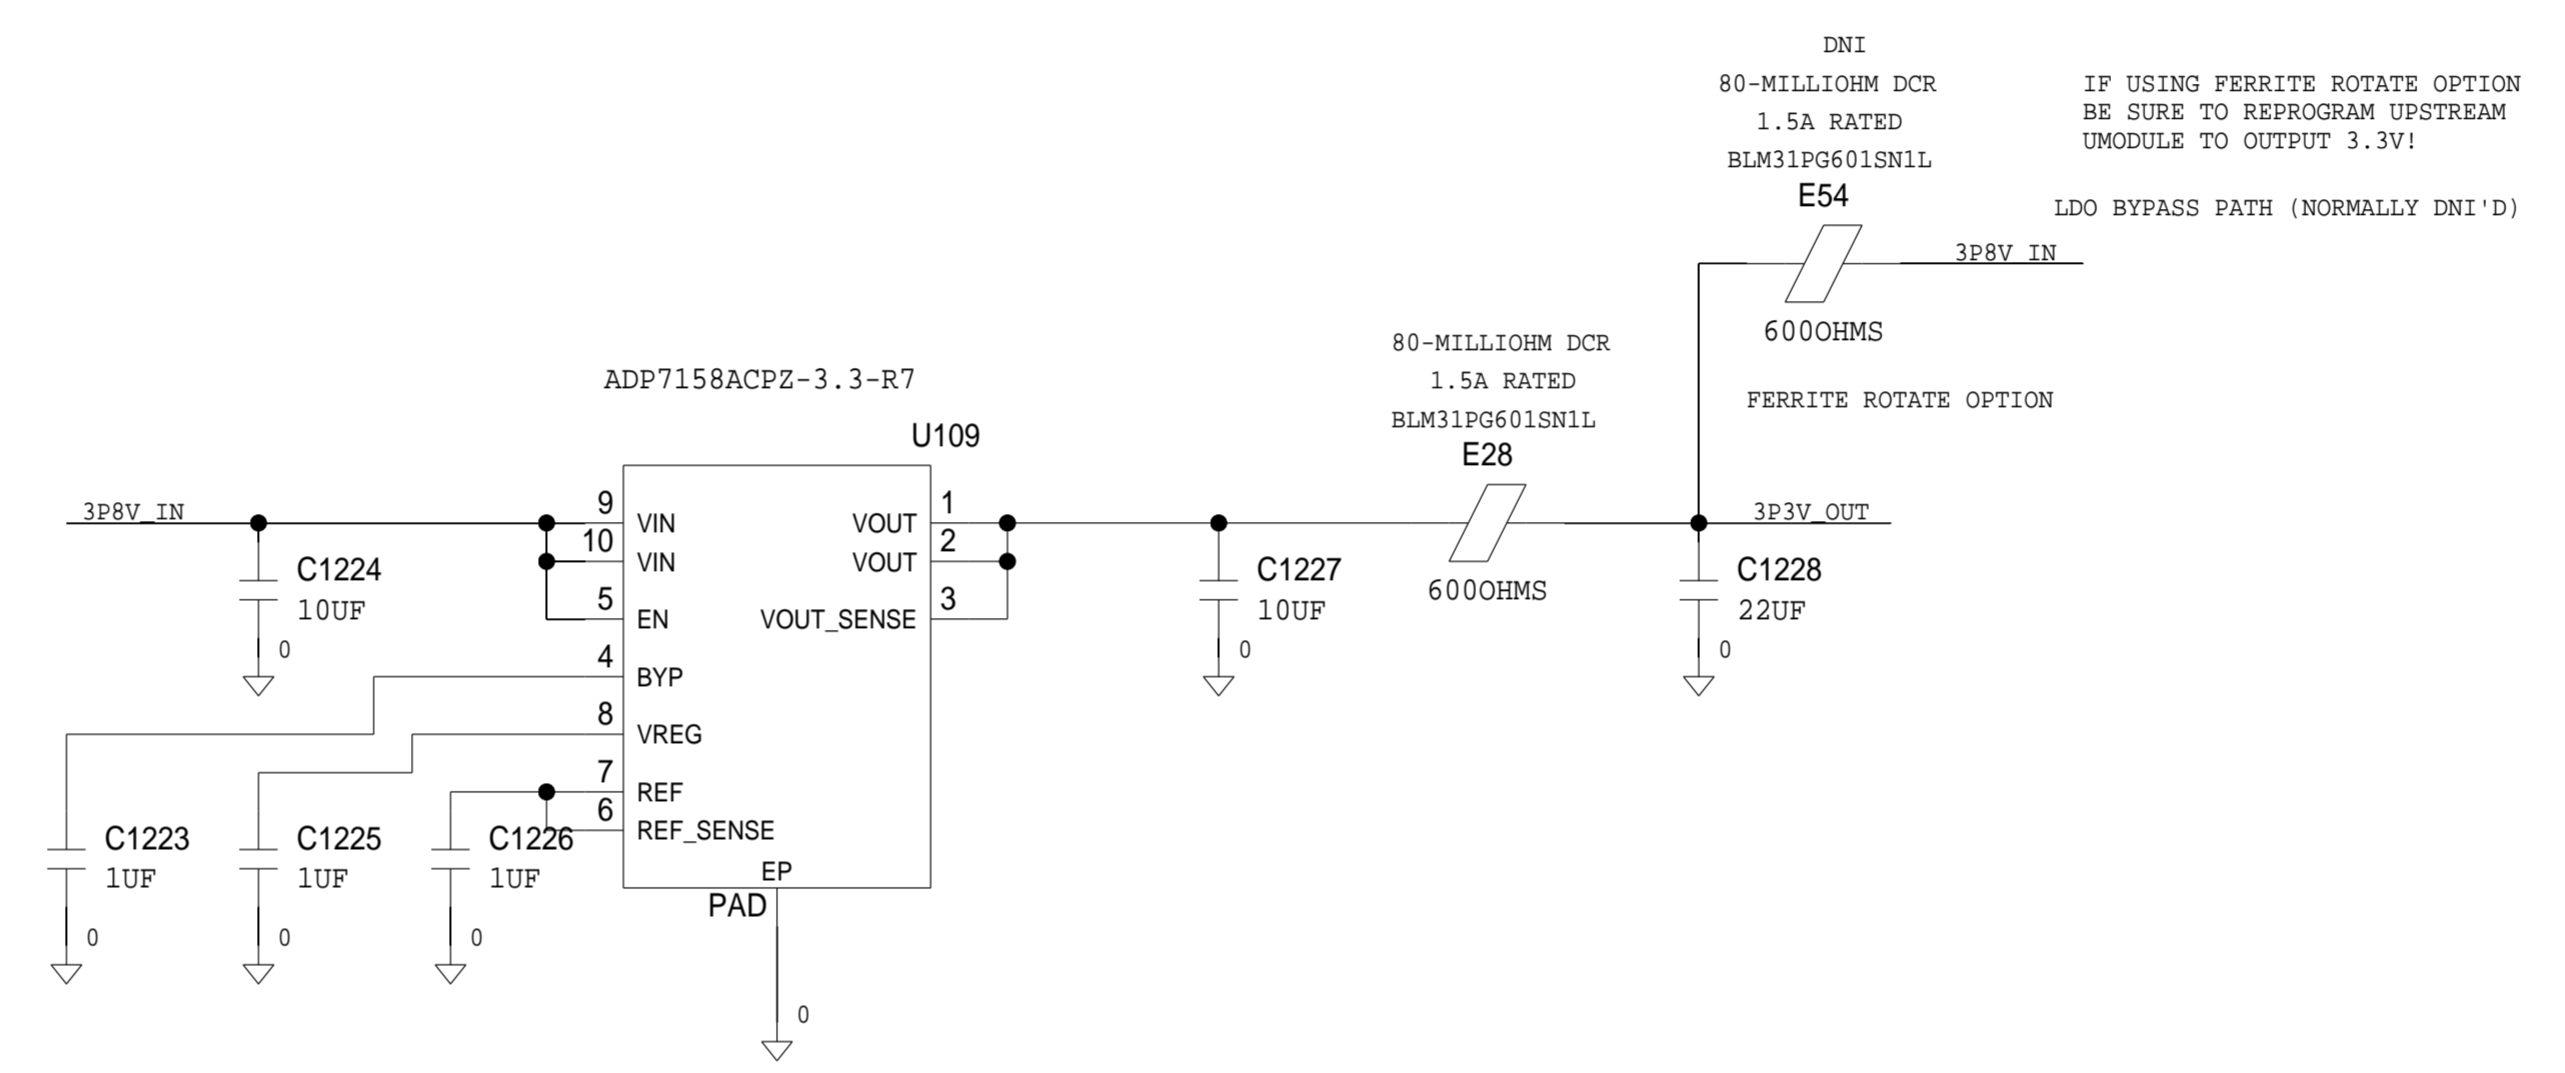 DNI
80-MILLIOHM DCR
1.5A RATED
BLM31PG601SN1L
E54
IF USING FERRITE ROTATE OPTION
BE SURE TO REPROGRAM UPSTREAM
UMODULE TO OUTPUT 3.3V!
LDO BYPASS PATH (NORMALLY DNI'D)
3P8V_IN
600OHMS
FERRITE ROTATE OPTION
80-MILLIOHM DCR
1.5A RATED
BLM31PG601SN1L
E28
600OHMS
ADP7158ACPZ-3.3-R7
U109
3P8V_IN
9
VIN
10
VIN
5
EN
4
BYP
8
VREG
7
REF
6
REF_SENSE
VOUT
1
VOUT
2
VOUT_SENSE
3
EP
PAD
0
C1224
10UF
0
C1223
1UF
0
C1225
1UF
0
C1226
1UF
0
C1227
10UF
0
3P3V_OUT
C1228
22UF
0